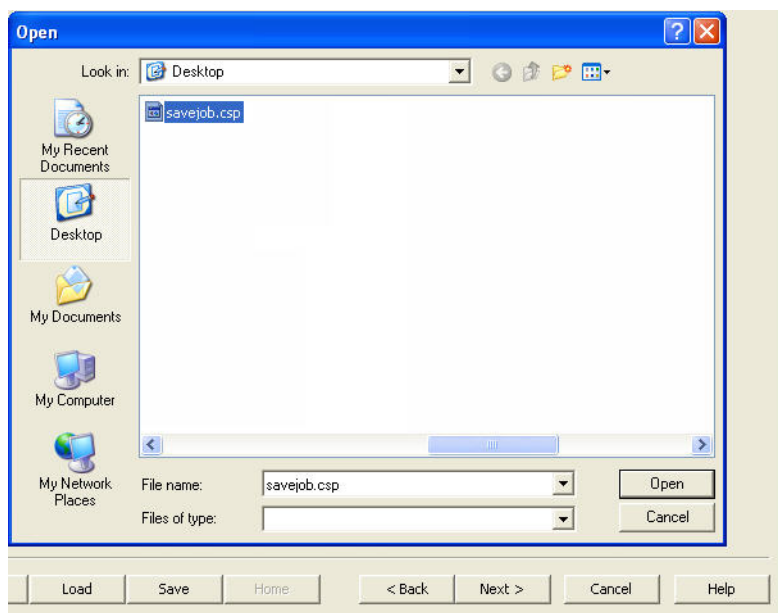 Open
Look in:
Desktop
savejob.csp
My Recent
Documents
Desktop
My Documents
My Computer
My Network
Places
File name:
savejob.csp
Open
Files of type:
Cancel
Load
Save
Home
< Back
Next >
Cancel
Help